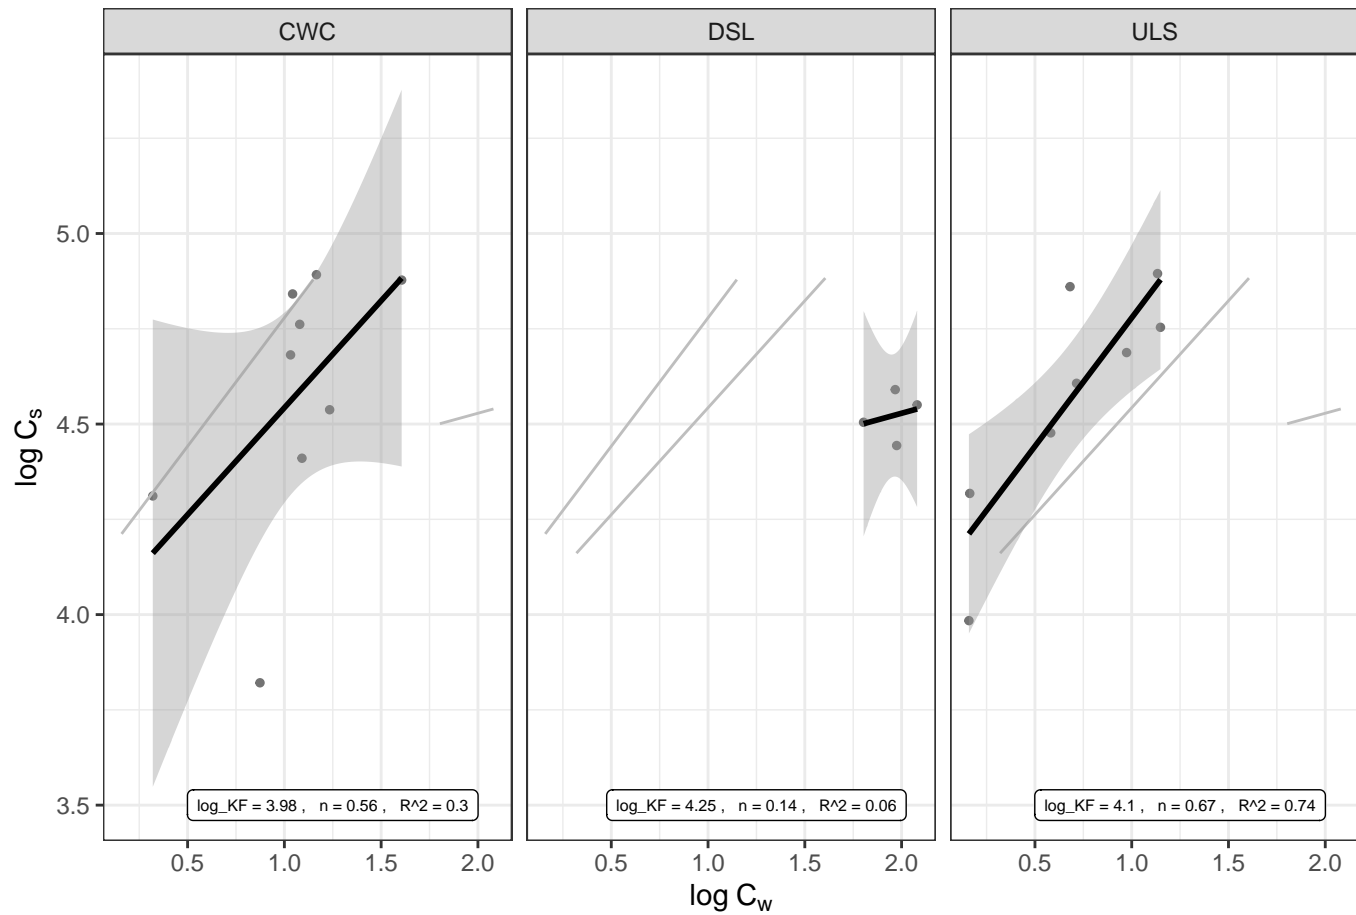 CWC
DSL
ULS
log C_s
5.0
4.5
4.0
3.5
log_KF = 3.98 , n = 0.56 , R^2 = 0.3
log_KF = 4.25 , n = 0.14 , R^2 = 0.06
log_KF = 4.1 , n = 0.67 , R^2 = 0.74
0.5 1.0 1.5 2.0
0.5 1.0 1.5 2.0
0.5 1.0 1.5 2.0
log C_w